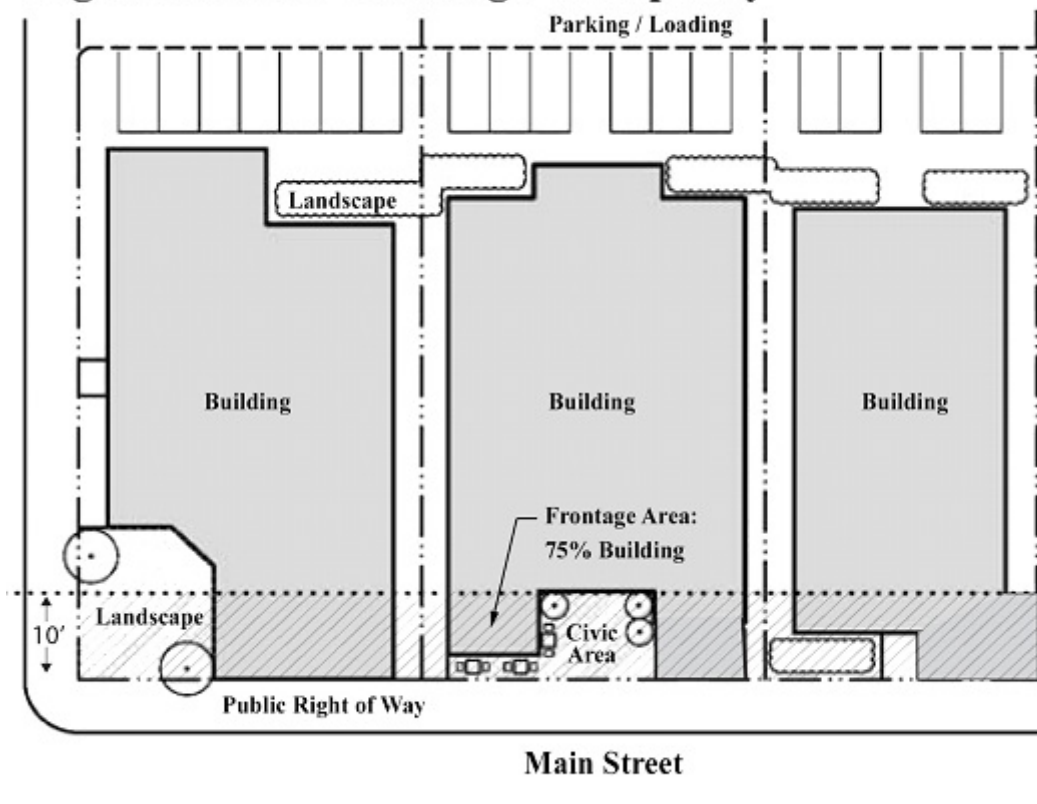 Parking / Loading
Landscape
Building
Building
Building
Frontage Area:
75% Building
10'
Landscape
Civic
Area
Public Right of Way
Main Street